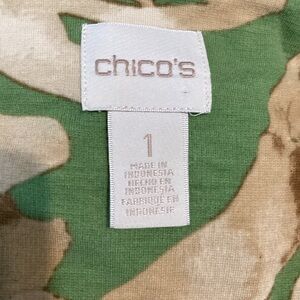 chico's
1
MADE IN
INDONESIA
HECHO EN
INDONESIA
FABRIQUÉ EN
INDONÉSIE